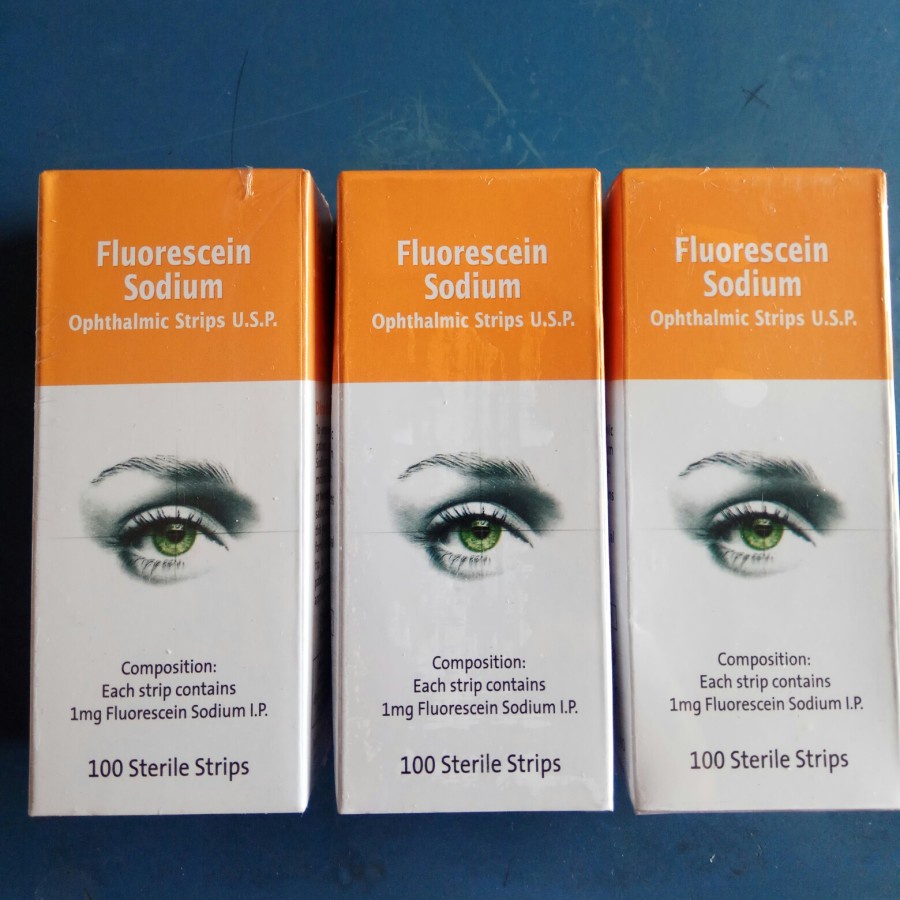 Fluorescein
Sodium
Ophthalmic Strips U.S.P.
Composition:
Each strip contains
1mg Fluorescein Sodium I.P.
100 Sterile Strips
Fluorescein
Sodium
Ophthalmic Strips U.S.P.
Composition:
Each strip contains
1mg Fluorescein Sodium I.P.
100 Sterile Strips
Fluorescein
Sodium
Ophthalmic Strips U.S.P.
Composition:
Each strip contains
1mg Fluorescein Sodium I.P.
100 Sterile Strips